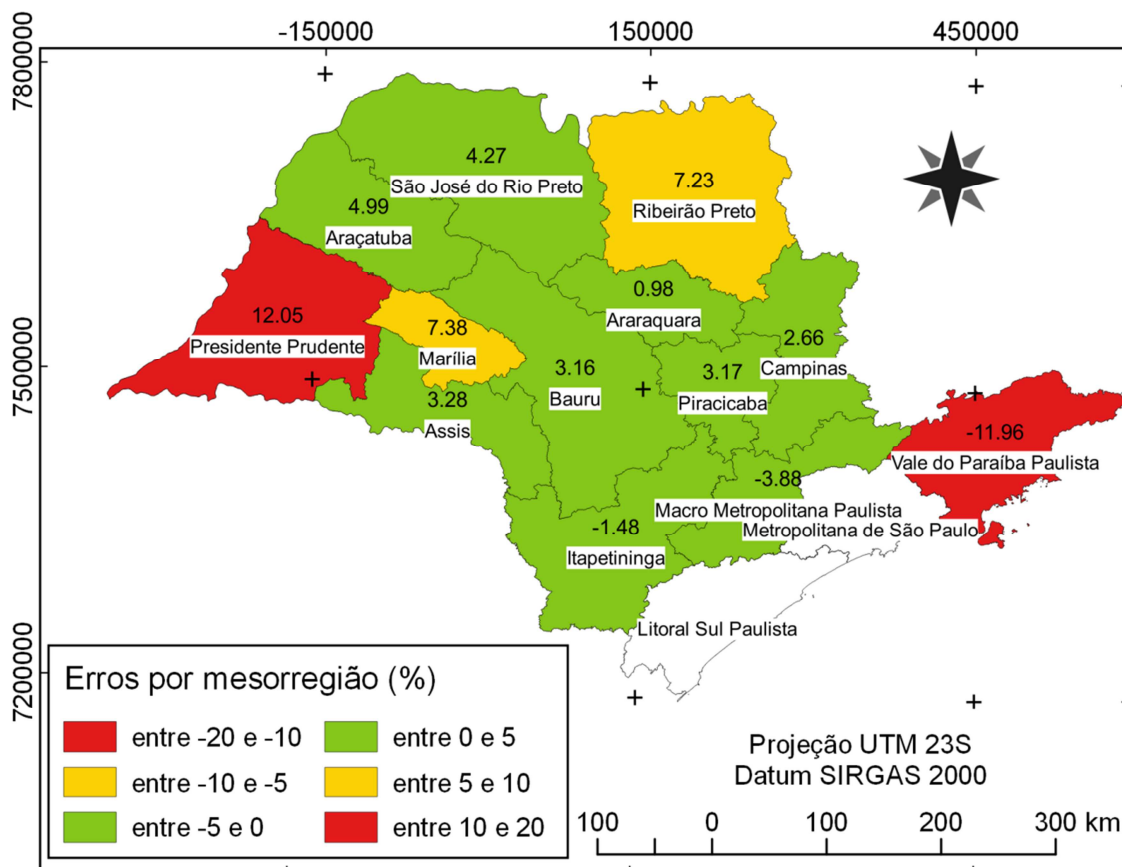 -150000 150000 450000
7800000
7500000
7200000
4.27
São José do Rio Preto
7.23
Ribeirão Preto
4.99
Araçatuba
0.98
Araraquara
12.05
Presidente Prudente
7.38
Marília
2.66
Campinas
3.16
Bauru
3.17
Piracicaba
3.28
Assis
-11.96
Vale do Paraíba Paulista
-3.88
Macro Metropolitana Paulista
Metropolitana de São Paulo
-1.48
Itapetininga
Litoral Sul Paulista
Erros por mesorregião (%)
entre -20 e -10 entre 0 e 5
entre -10 e -5 entre 5 e 10
entre -5 e 0 entre 10 e 20
Projeção UTM 23S
Datum SIRGAS 2000
100 0 100 200 300 km